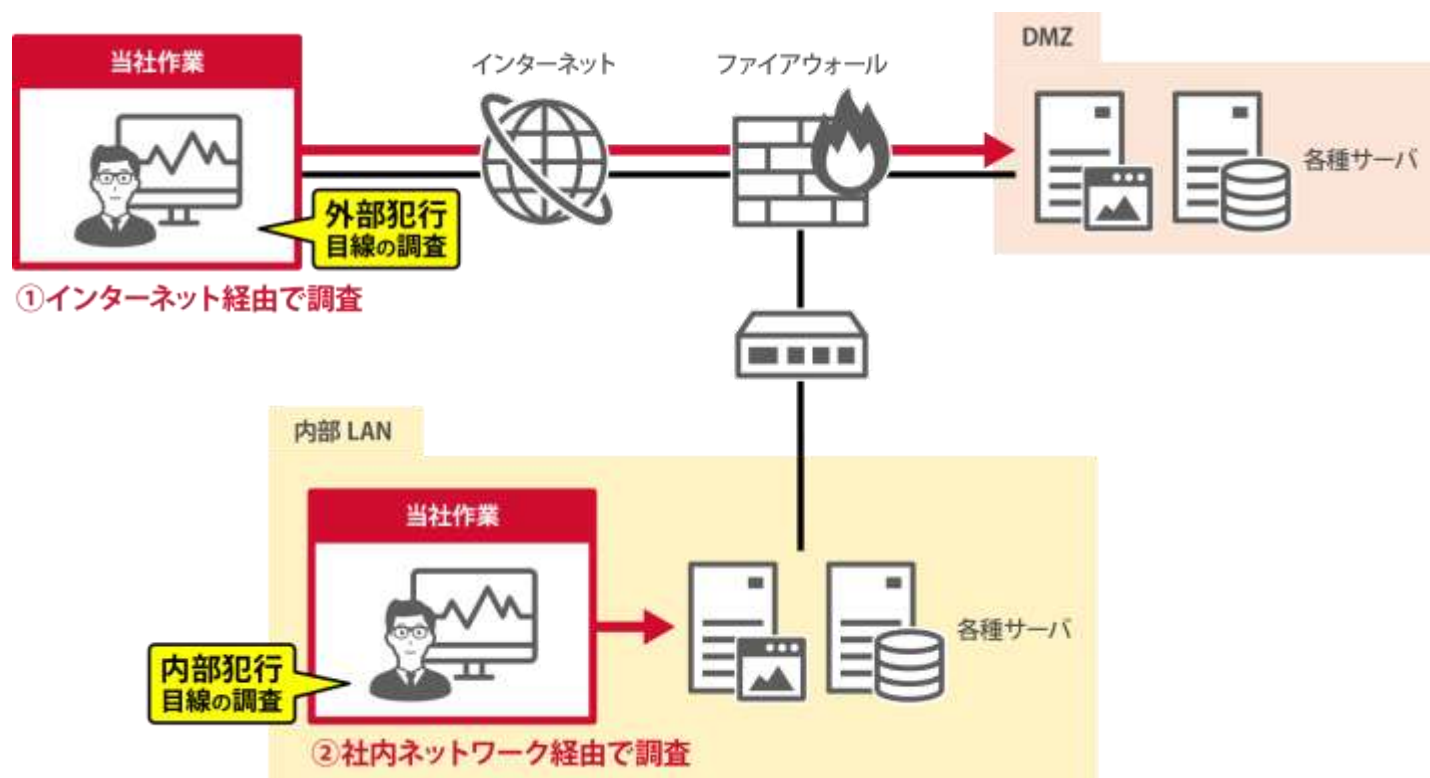 当社作業
インターネット
ファイアウォール
DMZ
各種サーバ
外部犯行
目線の調査
①インターネット経由で調査
内部 LAN
当社作業
各種サーバ
内部犯行
目線の調査
②社内ネットワーク経由で調査